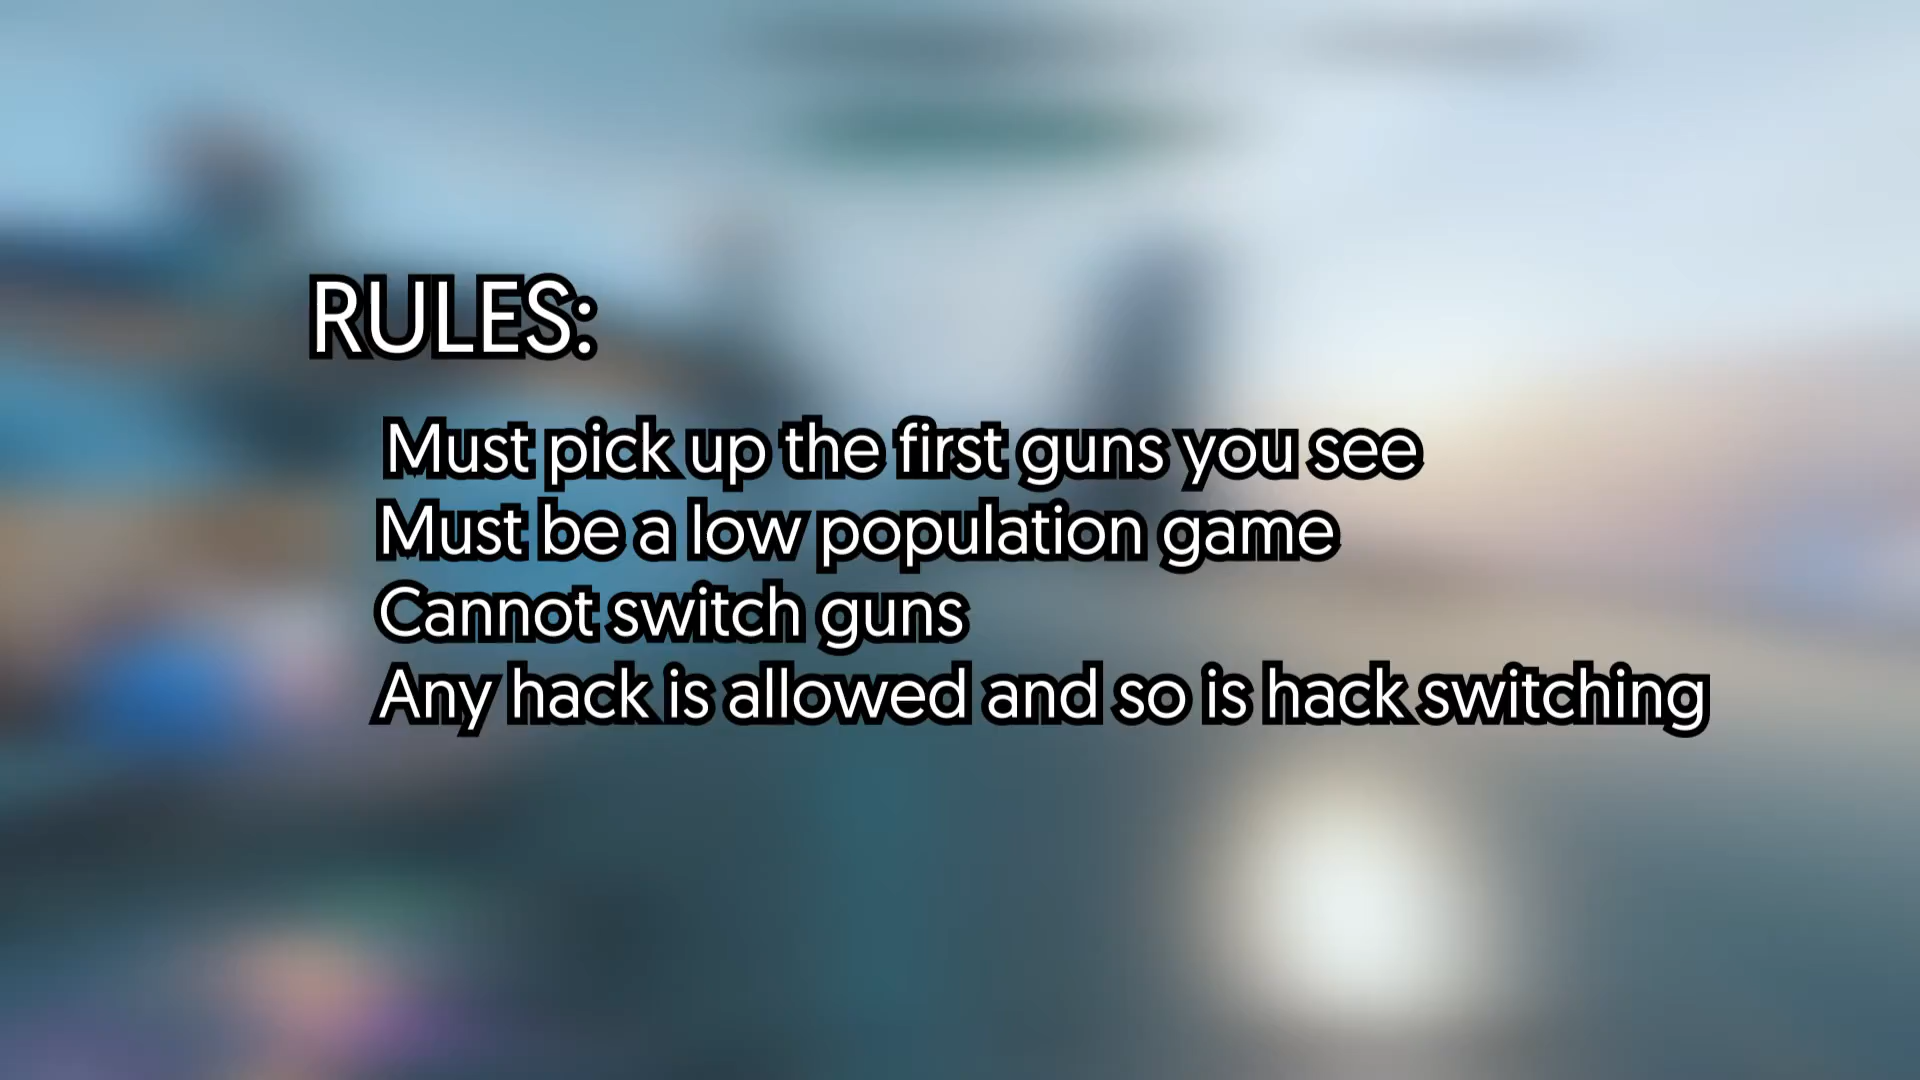 RULES:
Must pick up the first guns you see
Must be a low population game
Cannot switch guns
Any hack is allowed and so is hack switching